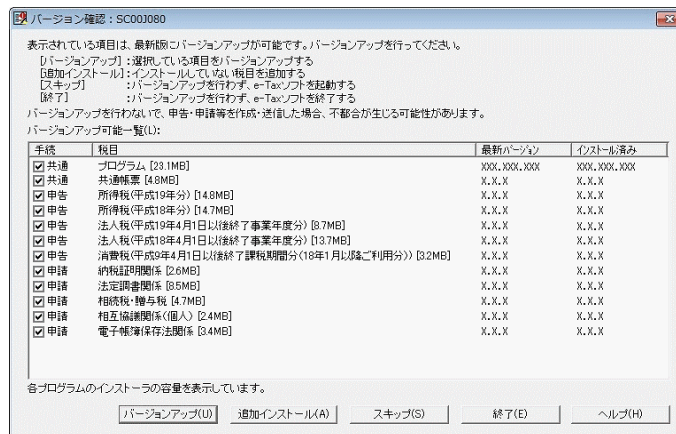 バージョン確認：SC00J080
表示されている項目は、最新版にバージョンアップが可能です。バージョンアップを行ってください。
[バージョンアップ]：選択している項目をバージョンアップする
[追加インストール]：インストールしていない税目を追加する
[スキップ]　　　：バージョンアップを行わず、e-Taxソフトを起動する
[終了]　　　　　：バージョンアップを行わず、e-Taxソフトを終了する
バージョンアップを行わないで、申告・申請等を作成・送信した場合、不都合が生じる可能性があります。
バージョンアップ可能一覧(L):
手続 税目 最新バージョン インストール済み
共通 プログラム [23.1MB] XXX.XXX.XXX XXX.XXX.XXX
共通 共通帳票 [4.8MB] X.X.X X.X.X
申告 所得税(平成19年分) [14.8MB] X.X.X X.X.X
申告 所得税(平成18年分) [14.7MB] X.X.X X.X.X
申告 法人税(平成19年4月1日以後終了事業年度分) [8.7MB] X.X.X X.X.X
申告 法人税(平成18年4月1日以後終了事業年度分) [13.7MB] X.X.X X.X.X
申告 消費税(平成9年4月1日以後終了課税期間分(18年1月以降ご利用分)) [3.2MB] X.X.X X.X.X
申請 納税証明関係 [2.6MB] X.X.X X.X.X
申請 法定調書関係 [8.5MB] X.X.X X.X.X
申請 相続税・贈与税 [4.7MB] X.X.X X.X.X
申請 相互協議関係(個人) [2.4MB] X.X.X X.X.X
申請 電子帳簿保存法関係 [3.4MB] X.X.X X.X.X
各プログラムのインストーラの容量を表示しています。
バージョンアップ(U) 追加インストール(A) スキップ(S) 終了(E) ヘルプ(H)